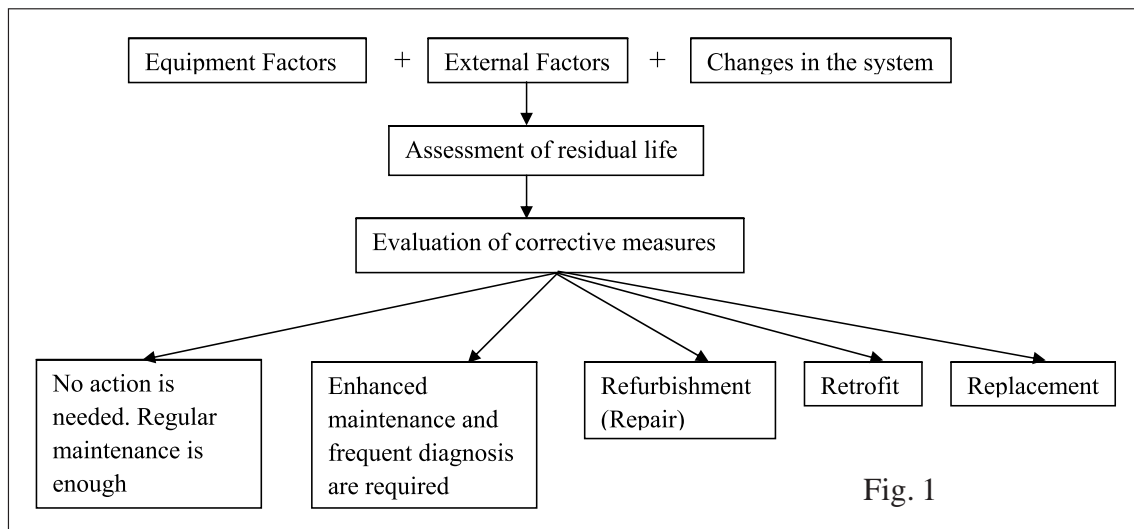 Equipment Factors + External Factors + Changes in the system
Assessment of residual life
Evaluation of corrective measures
No action is
needed. Regular
maintenance is
enough
Enhanced
maintenance and
frequent diagnosis
are required
Refurbishment
(Repair)
Retrofit
Replacement
Fig. 1